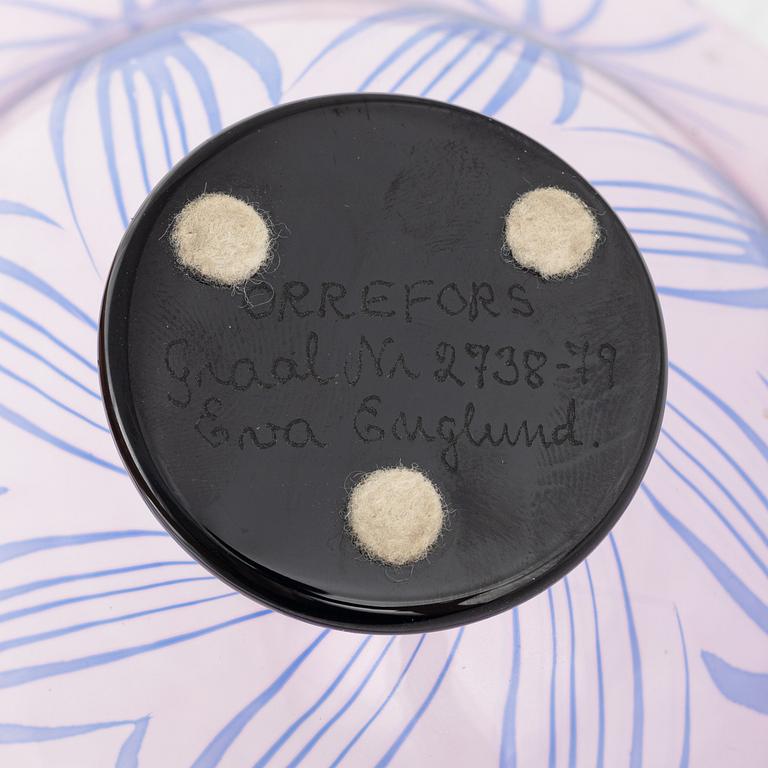 ORREFORS
Graal Nr 2738-79
Eva Englund.